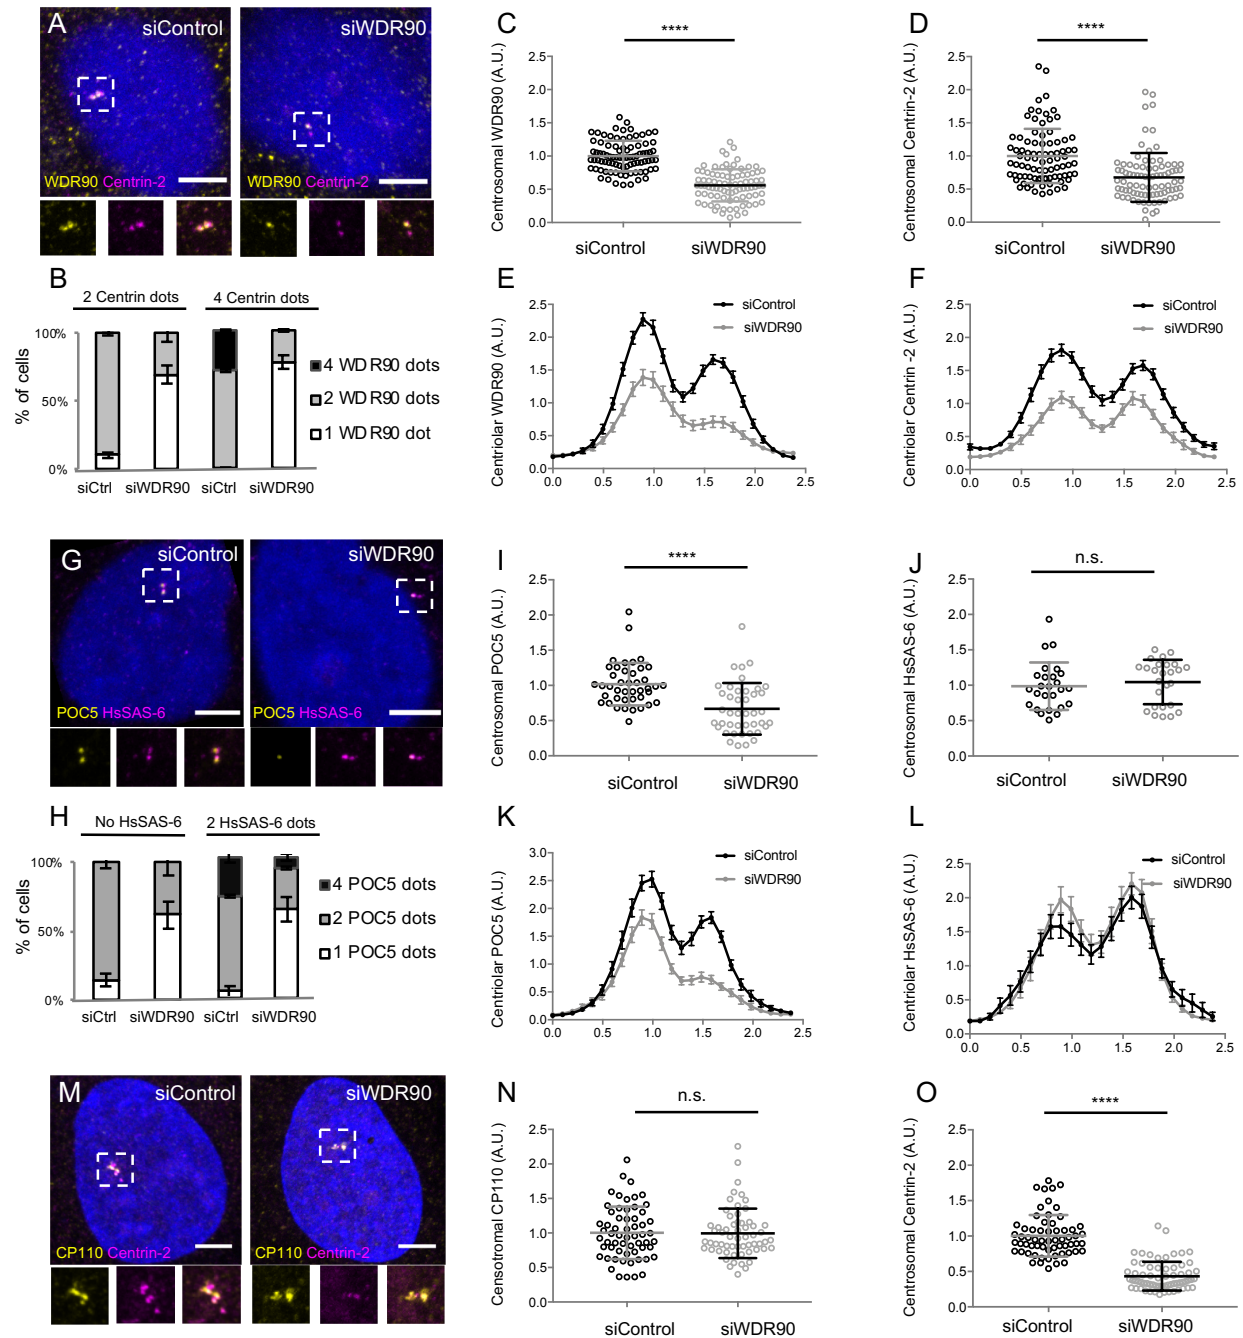 A
siControl
siWDR90
WDR90 Centrin-2
WDR90 Centrin-2
B
2 Centrin dots
4 Centrin dots
% of cells
100%
50%
0%
siCtrl
siWDR90
siCtrl
siWDR90
4 WDR90 dots
2 WDR90 dots
1 WDR90 dot
C
****
Centrosomal WDR90 (A.U.)
2.5
2.0
1.5
1.0
0.5
0.0
siControl
siWDR90
D
****
Centrosomal Centrin-2 (A.U.)
2.5
2.0
1.5
1.0
0.5
0.0
siControl
siWDR90
E
Centriolar WDR90 (A.U.)
2.5
2.0
1.5
1.0
0.5
0.0
0.0 0.5 1.0 1.5 2.0 2.5
siControl
siWDR90
F
Centriolar Centrin -2 (A.U.)
2.5
2.0
1.5
1.0
0.5
0.0
0.0 0.5 1.0 1.5 2.0 2.5
siControl
siWDR90
G
siControl
siWDR90
POC5 HsSAS-6
POC5 HsSAS-6
H
No HsSAS-6
2 HsSAS-6 dots
% of cells
100%
50%
0%
siCtrl
siWDR90
siCtrl
siWDR90
4 POC5 dots
2 POC5 dots
1 POC5 dots
I
****
Centrosomal POC5 (A.U.)
2.5
2.0
1.5
1.0
0.5
0.0
siControl
siWDR90
J
n.s.
Centrosomal HsSAS-6 (A.U.)
2.5
2.0
1.5
1.0
0.5
0.0
siControl
siWDR90
K
Centriolar POC5 (A.U.)
3.0
2.5
2.0
1.5
1.0
0.5
0.0
0.0 0.5 1.0 1.5 2.0 2.5
siControl
siWDR90
L
Centriolar HsSAS-6 (A.U.)
2.5
2.0
1.5
1.0
0.5
0.0
0.0 0.5 1.0 1.5 2.0 2.5
siControl
siWDR90
M
siControl
siWDR90
CP110 Centrin-2
CP110 Centrin-2
N
n.s.
Censotromal CP110 (A.U.)
2.5
2.0
1.5
1.0
0.5
0.0
siControl
siWDR90
O
****
Centrosomal Centrin-2 (A.U.)
2.5
2.0
1.5
1.0
0.5
0.0
siControl
siWDR90